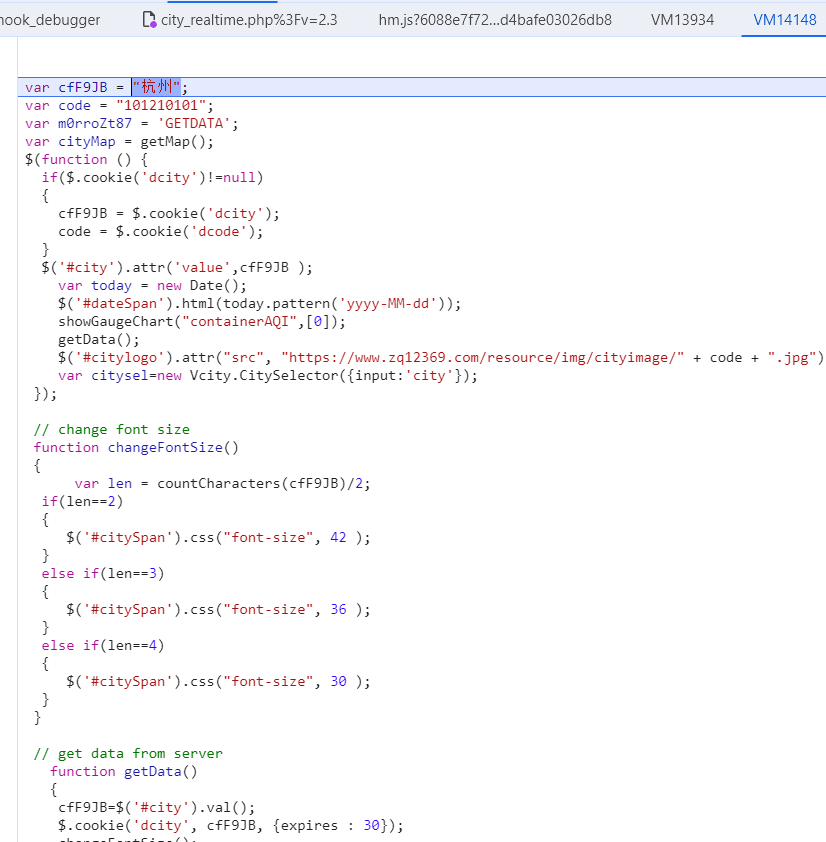 nook_debugger city_realtime.php%3Fv=2.3 hm.js?6088e7f72...d4bafe03026db8 VM13934 VM14148
var cfF9JB = "杭州";
var code = "101210101";
var m0rroZt87 = 'GETDATA';
var cityMap = getMap();
$(function () {
if($.cookie('dcity')!=null)
{
cfF9JB = $.cookie('dcity');
code = $.cookie('dcode');
}
$('#city').attr('value',cfF9JB );
var today = new Date();
$('#dateSpan').html(today.pattern('yyyy-MM-dd'));
showGaugeChart("containerAQI",[0]);
getData();
$('#citylogo').attr("src", "https://www.zq12369.com/resource/img/cityimage/" + code + ".jpg")
var citysel=new Vcity.CitySelector({input:'city'});
});
// change font size
function changeFontSize()
{
var len = countCharacters(cfF9JB)/2;
if(len==2)
{
$('#citySpan').css("font-size", 42 );
}
else if(len==3)
{
$('#citySpan').css("font-size", 36 );
}
else if(len==4)
{
$('#citySpan').css("font-size", 30 );
}
}
// get data from server
function getData()
{
cfF9JB=$('#city').val();
$.cookie('dcity', cfF9JB, {expires : 30});